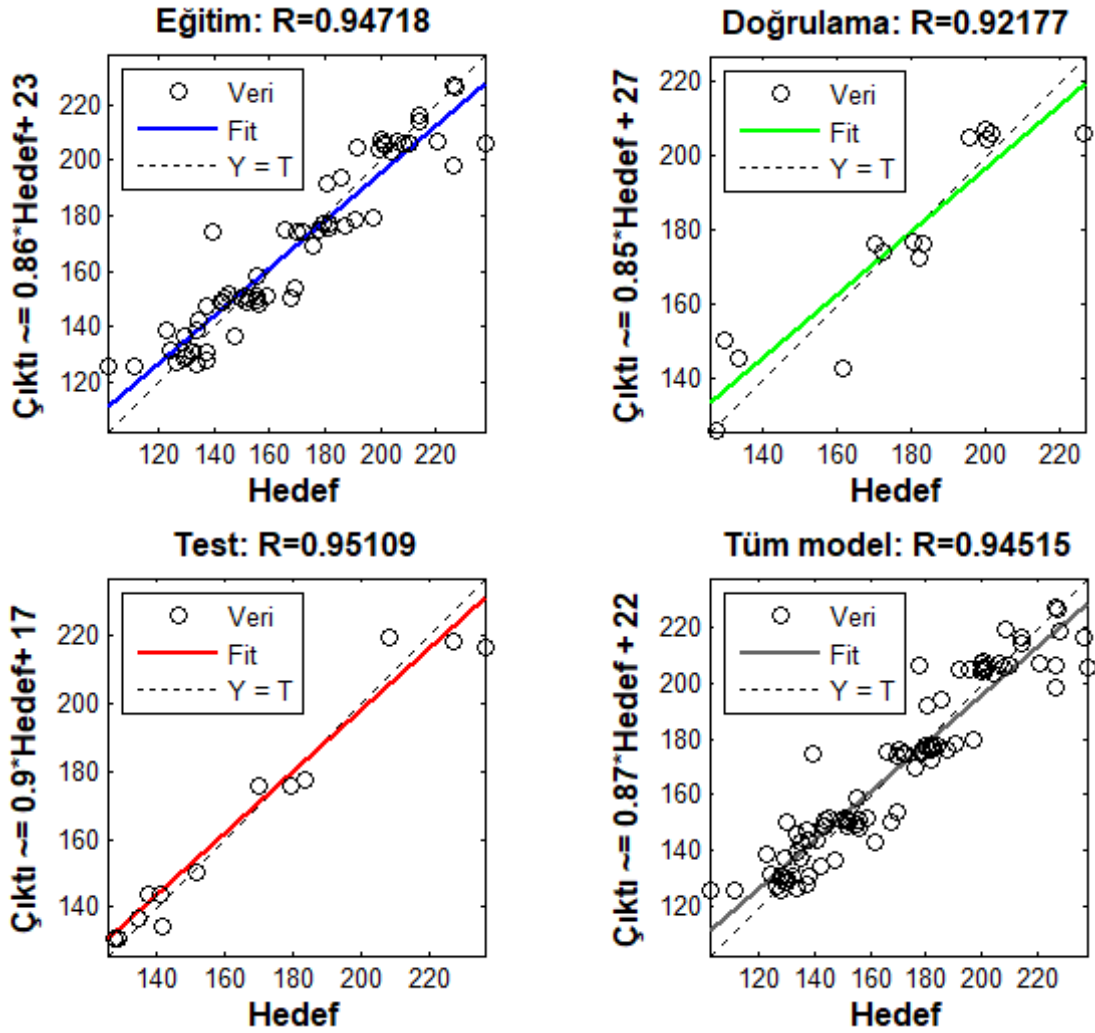 Eğitim: R=0.94718
Çıktı ~= 0.86*Hedef+ 23
Veri
Fit
Y = T
220
200
180
160
140
120
120 140 160 180 200 220
Hedef
Doğrulama: R=0.92177
Çıktı ~= 0.85*Hedef + 27
Veri
Fit
Y = T
220
200
180
160
140
140 160 180 200 220
Hedef
Test: R=0.95109
Çıktı ~= 0.9*Hedef+ 17
Veri
Fit
Y = T
220
200
180
160
140
140 160 180 200 220
Hedef
Tüm model: R=0.94515
Çıktı ~= 0.87*Hedef + 22
Veri
Fit
Y = T
220
200
180
160
140
120
120 140 160 180 200 220
Hedef